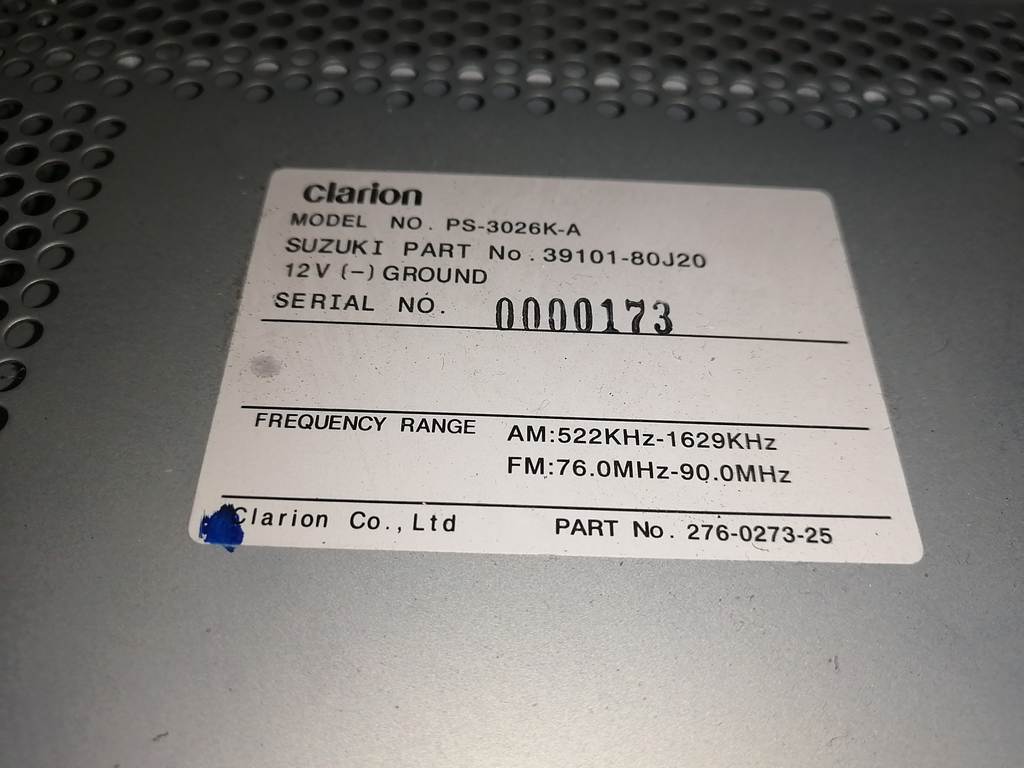 clarion
MODEL NO. PS-3026K-A
SUZUKI PART No. 39101-80J20
12V (-) GROUND
SERIAL NO. 0000173
FREQUENCY RANGE AM:522KHz-1629KHz
FM:76.0MHz-90.0MHz
Clarion Co.,Ltd PART No. 276-0273-25